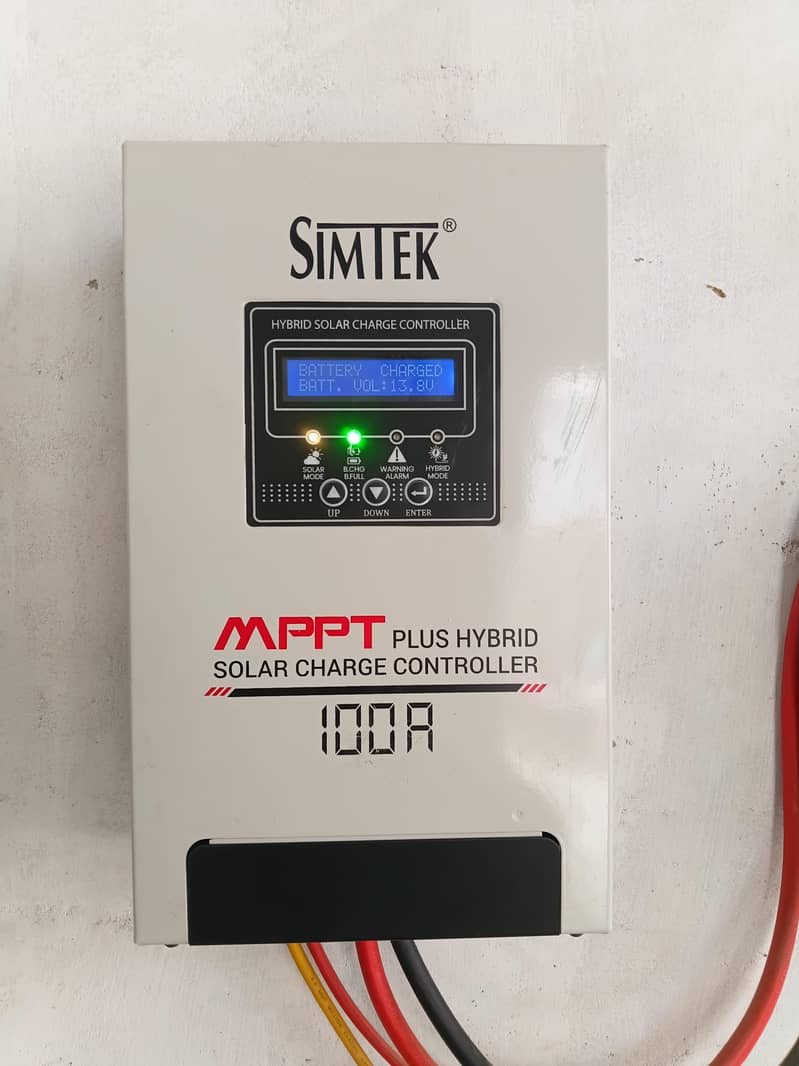 SIMTEK®
HYBRID SOLAR CHARGE CONTROLLER
BATTERY CHARGED
BATT. VOL:13.8V
SOLAR MODE
B.CHG B.FULL
WARNING ALARM
HYBRID MODE
UP
DOWN
ENTER
MPPT PLUS HYBRID
SOLAR CHARGE CONTROLLER
100A